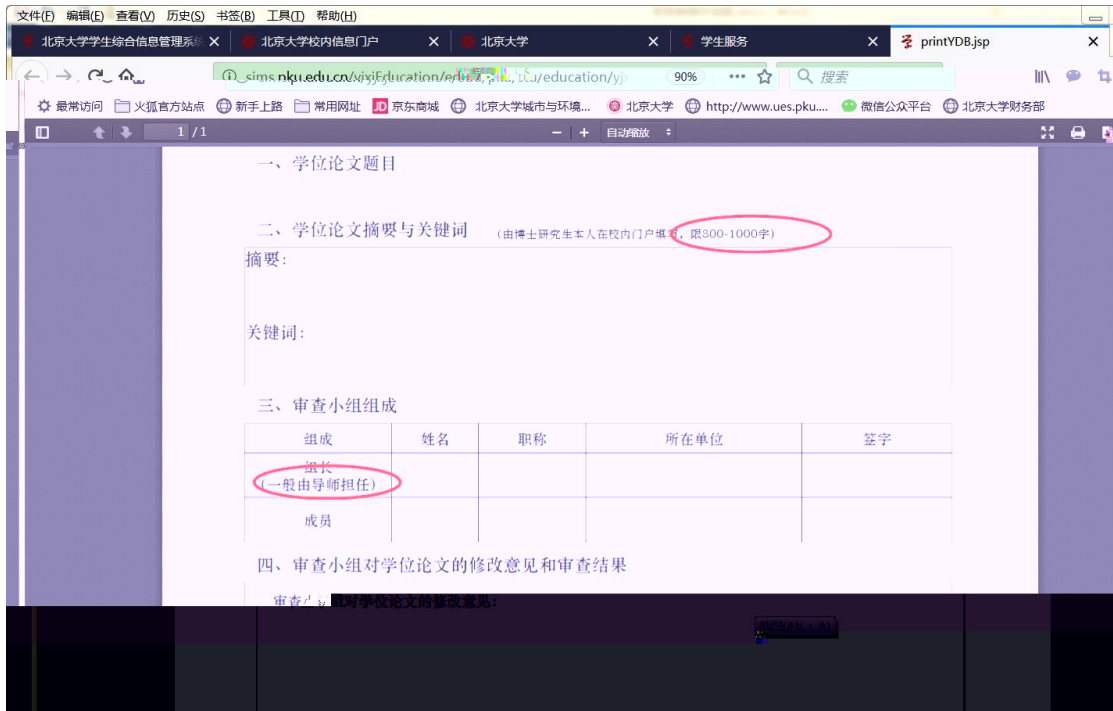 文件(F) 编辑(E) 查看(V) 历史(S) 书签(B) 工具(T) 帮助(H)
北京大学学生综合信息管理系统 北京大学校内信息门户 北京大学 学生服务 printYDB.jsp
90% 搜索
最常访问 火狐官方站点 新手上路 常用网址 JD 京东商城 北京大学城市与环境... 北京大学 http://www.ues.pku.... 微信公众平台 北京大学财务部
1 / 1 自动缩放
一、学位论文题目
二、学位论文摘要与关键词 (由博士研究生本人在校内门户填写，限800-1000字)
摘要:
关键词:
三、审查小组组成
组成 姓名 职称 所在单位 签字
组长
(一般由导师担任)
成员
四、审查小组对学位论文的修改意见和审查结果
审查小组对学位论文的修改意见: